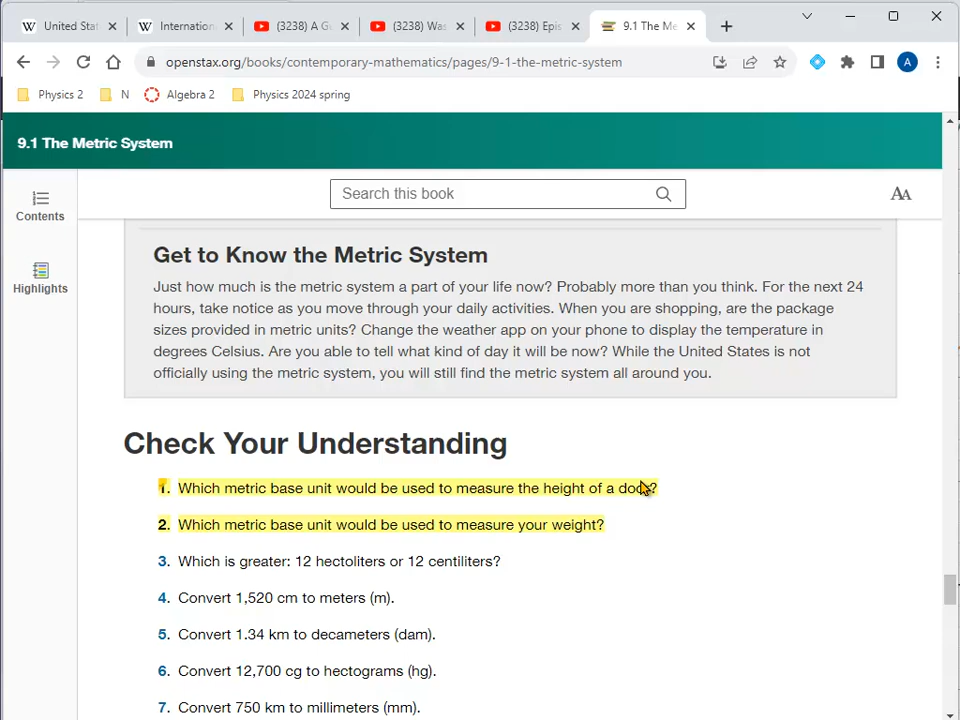 United Stat
Internation
(3238) A Gu
(3238) Was
(3238) Epis
9.1 The Me
openstax.org/books/contemporary-mathematics/pages/9-1-the-metric-system
A
Physics 2
N
Algebra 2
Physics 2024 spring
9.1 The Metric System
Search this book
AA
Contents
Highlights
Get to Know the Metric System
Just how much is the metric system a part of your life now? Probably more than you think. For the next 24
hours, take notice as you move through your daily activities. When you are shopping, are the package
sizes provided in metric units? Change the weather app on your phone to display the temperature in
degrees Celsius. Are you able to tell what kind of day it will be now? While the United States is not
officially using the metric system, you will still find the metric system all around you.
Check Your Understanding
1. Which metric base unit would be used to measure the height of a door?
2. Which metric base unit would be used to measure your weight?
3. Which is greater: 12 hectoliters or 12 centiliters?
4. Convert 1,520 cm to meters (m).
5. Convert 1.34 km to decameters (dam).
6. Convert 12,700 cg to hectograms (hg).
7. Convert 750 km to millimeters (mm).